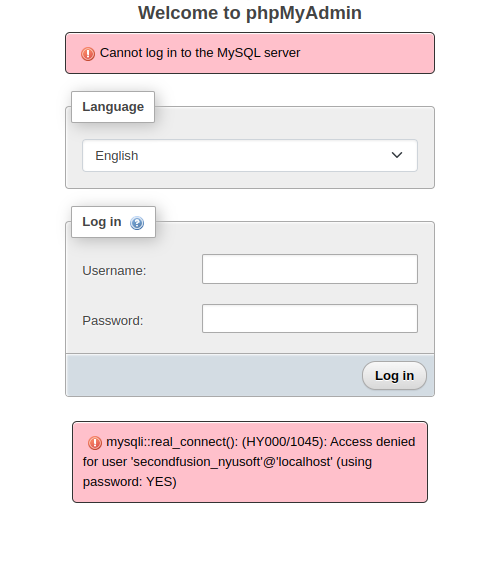 Welcome to phpMyAdmin
Cannot log in to the MySQL server
Language
English
Log in
Username:
Password:
Log in
mysqli::real_connect(): (HY000/1045): Access denied
for user 'secondfusion_nyusoft'@'localhost' (using
password: YES)